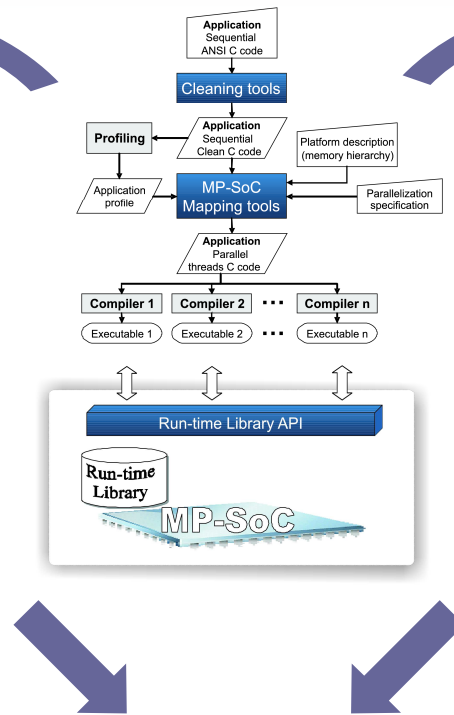 Application
Sequential
ANSI C code
Cleaning tools
Application
Sequential
Clean C code
Profiling
Platform description
(memory hierarchy)
Application
profile
MP-SoC
Mapping tools
Parallelization
specification
Application
Parallel
threads C code
Compiler 1
Compiler 2
Compiler n
Executable 1
Executable 2
Executable n
Run-time Library API
Run-time
Library
MP-SoC